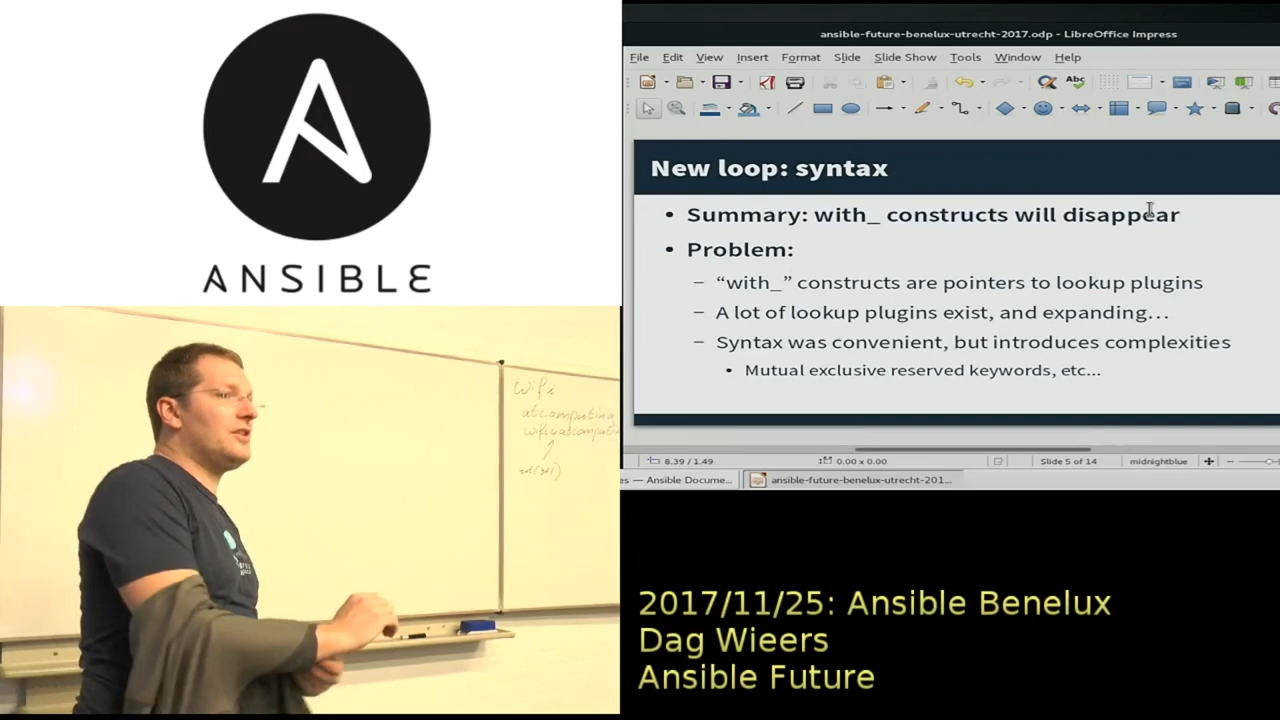 ANSIBLE
ansible-future-benelux-utrecht-2017.odp - LibreOffice Impress
File Edit View Insert Format Slide Slide Show Tools Window Help
Abc
New loop: syntax
• Summary: with_ constructs will disappear
• Problem:
– “with_” constructs are pointers to lookup plugins
– A lot of lookup plugins exist, and expanding…
– Syntax was convenient, but introduces complexities
• Mutual exclusive reserved keywords, etc...
8.39 / 1.49 0.00 x 0.00 Slide 5 of 14 midnightblue
es — Ansible Docume... ansible-future-benelux-utrecht-201...
wifi
atcomputing
2017/11/25: Ansible Benelux
Dag Wieers
Ansible Future